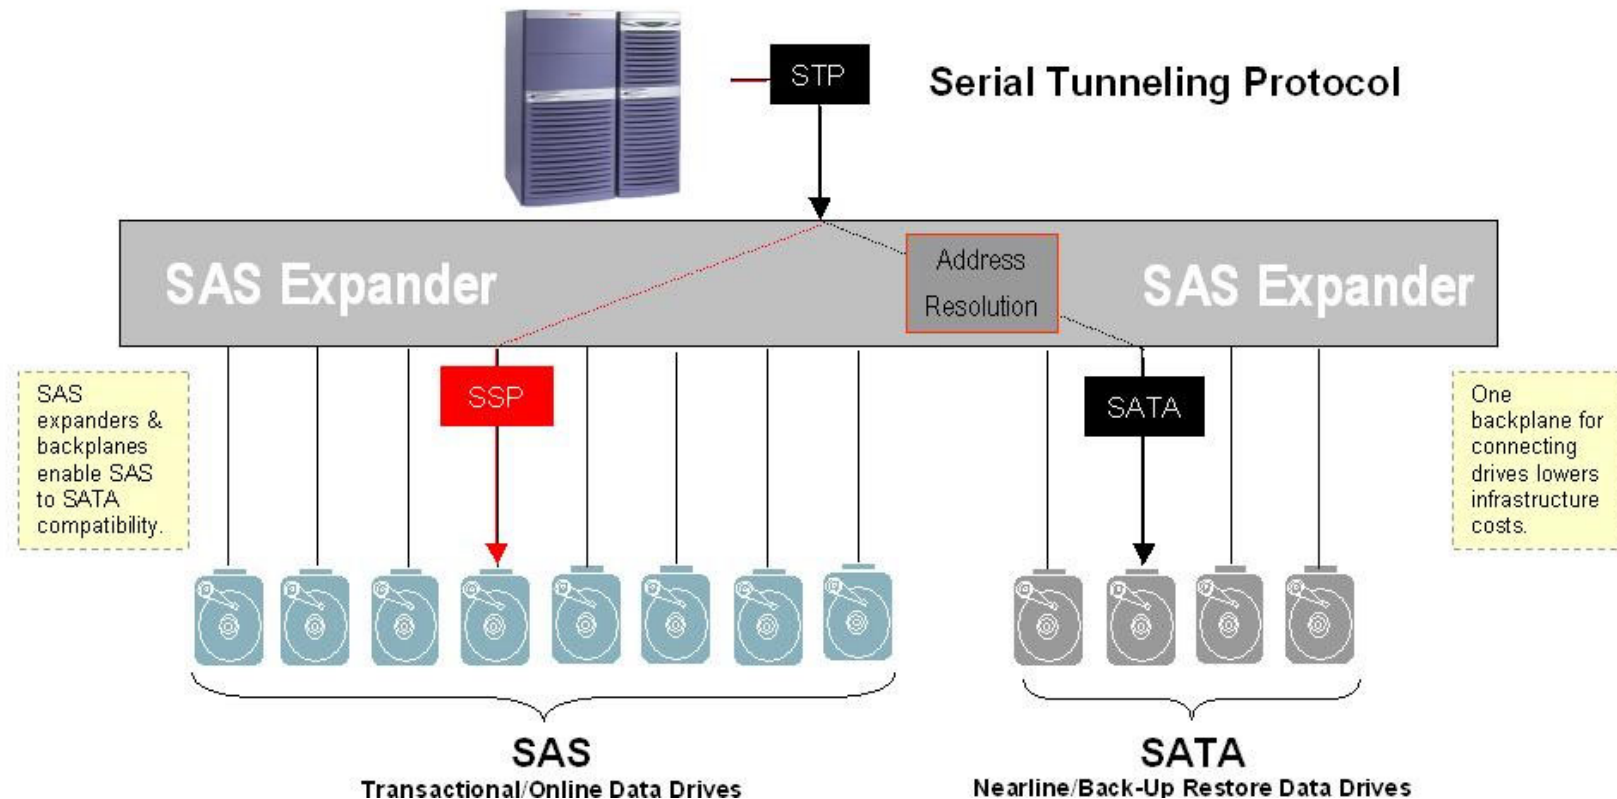 STP
Serial Tunneling Protocol
SAS Expander
Address
Resolution
SAS Expander
SAS
expanders &
backplanes
enable SAS
to SATA
compatibility.
SSP
SATA
One
backplane for
connecting
drives lowers
infrastructure
costs.
SAS
Transactional/Online Data Drives
SATA
Nearline/Back-Up Restore Data Drives